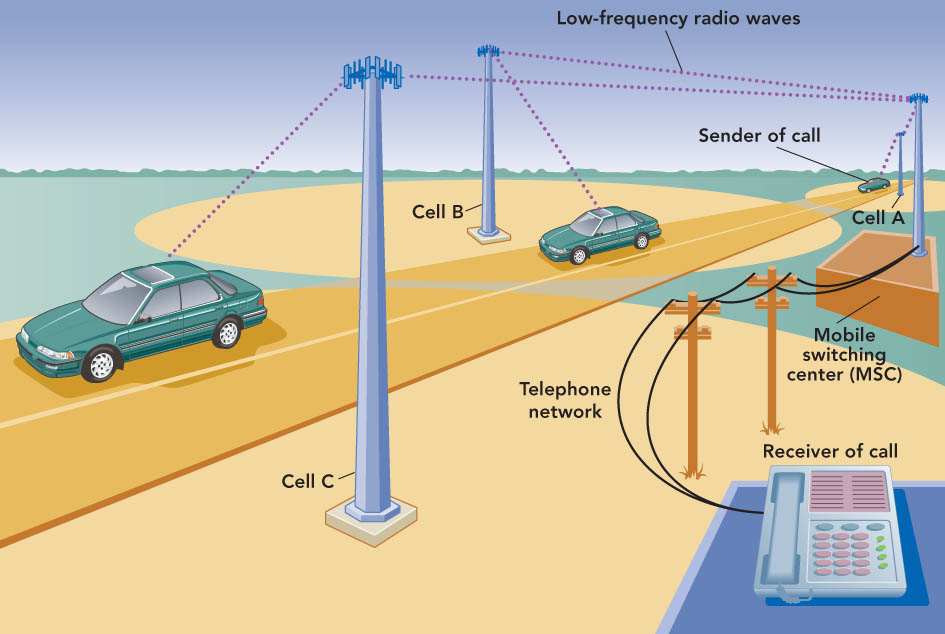 Low-frequency radio waves
Sender of call
Cell B
Cell A
Mobile
switching
center (MSC)
Telephone
network
Receiver of call
Cell C